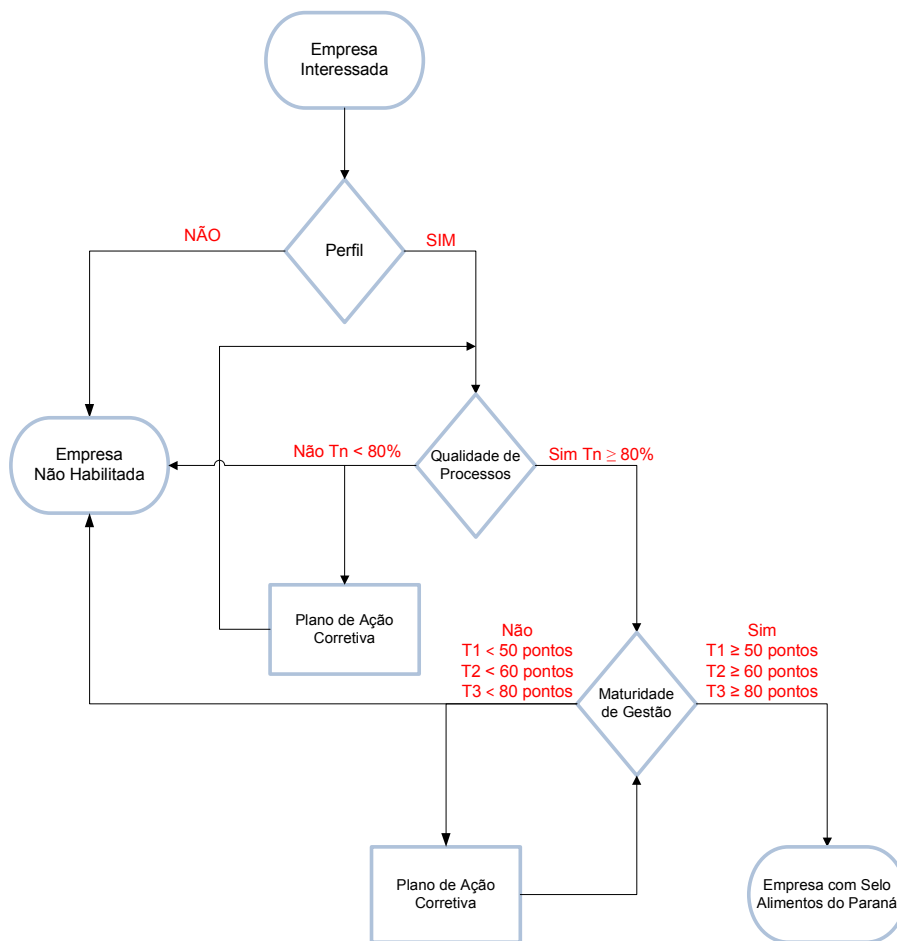 Empresa
Interessada
NÃO
Perfil
SIM
Empresa
Não Habilitada
Não Tn < 80%
Qualidade de
Processos
Sim Tn ≥ 80%
Plano de Ação
Corretiva
Não
T1 < 50 pontos
T2 < 60 pontos
T3 < 80 pontos
Maturidade
de Gestão
Sim
T1 ≥ 50 pontos
T2 ≥ 60 pontos
T3 ≥ 80 pontos
Plano de Ação
Corretiva
Empresa com Selo
Alimentos do Paraná